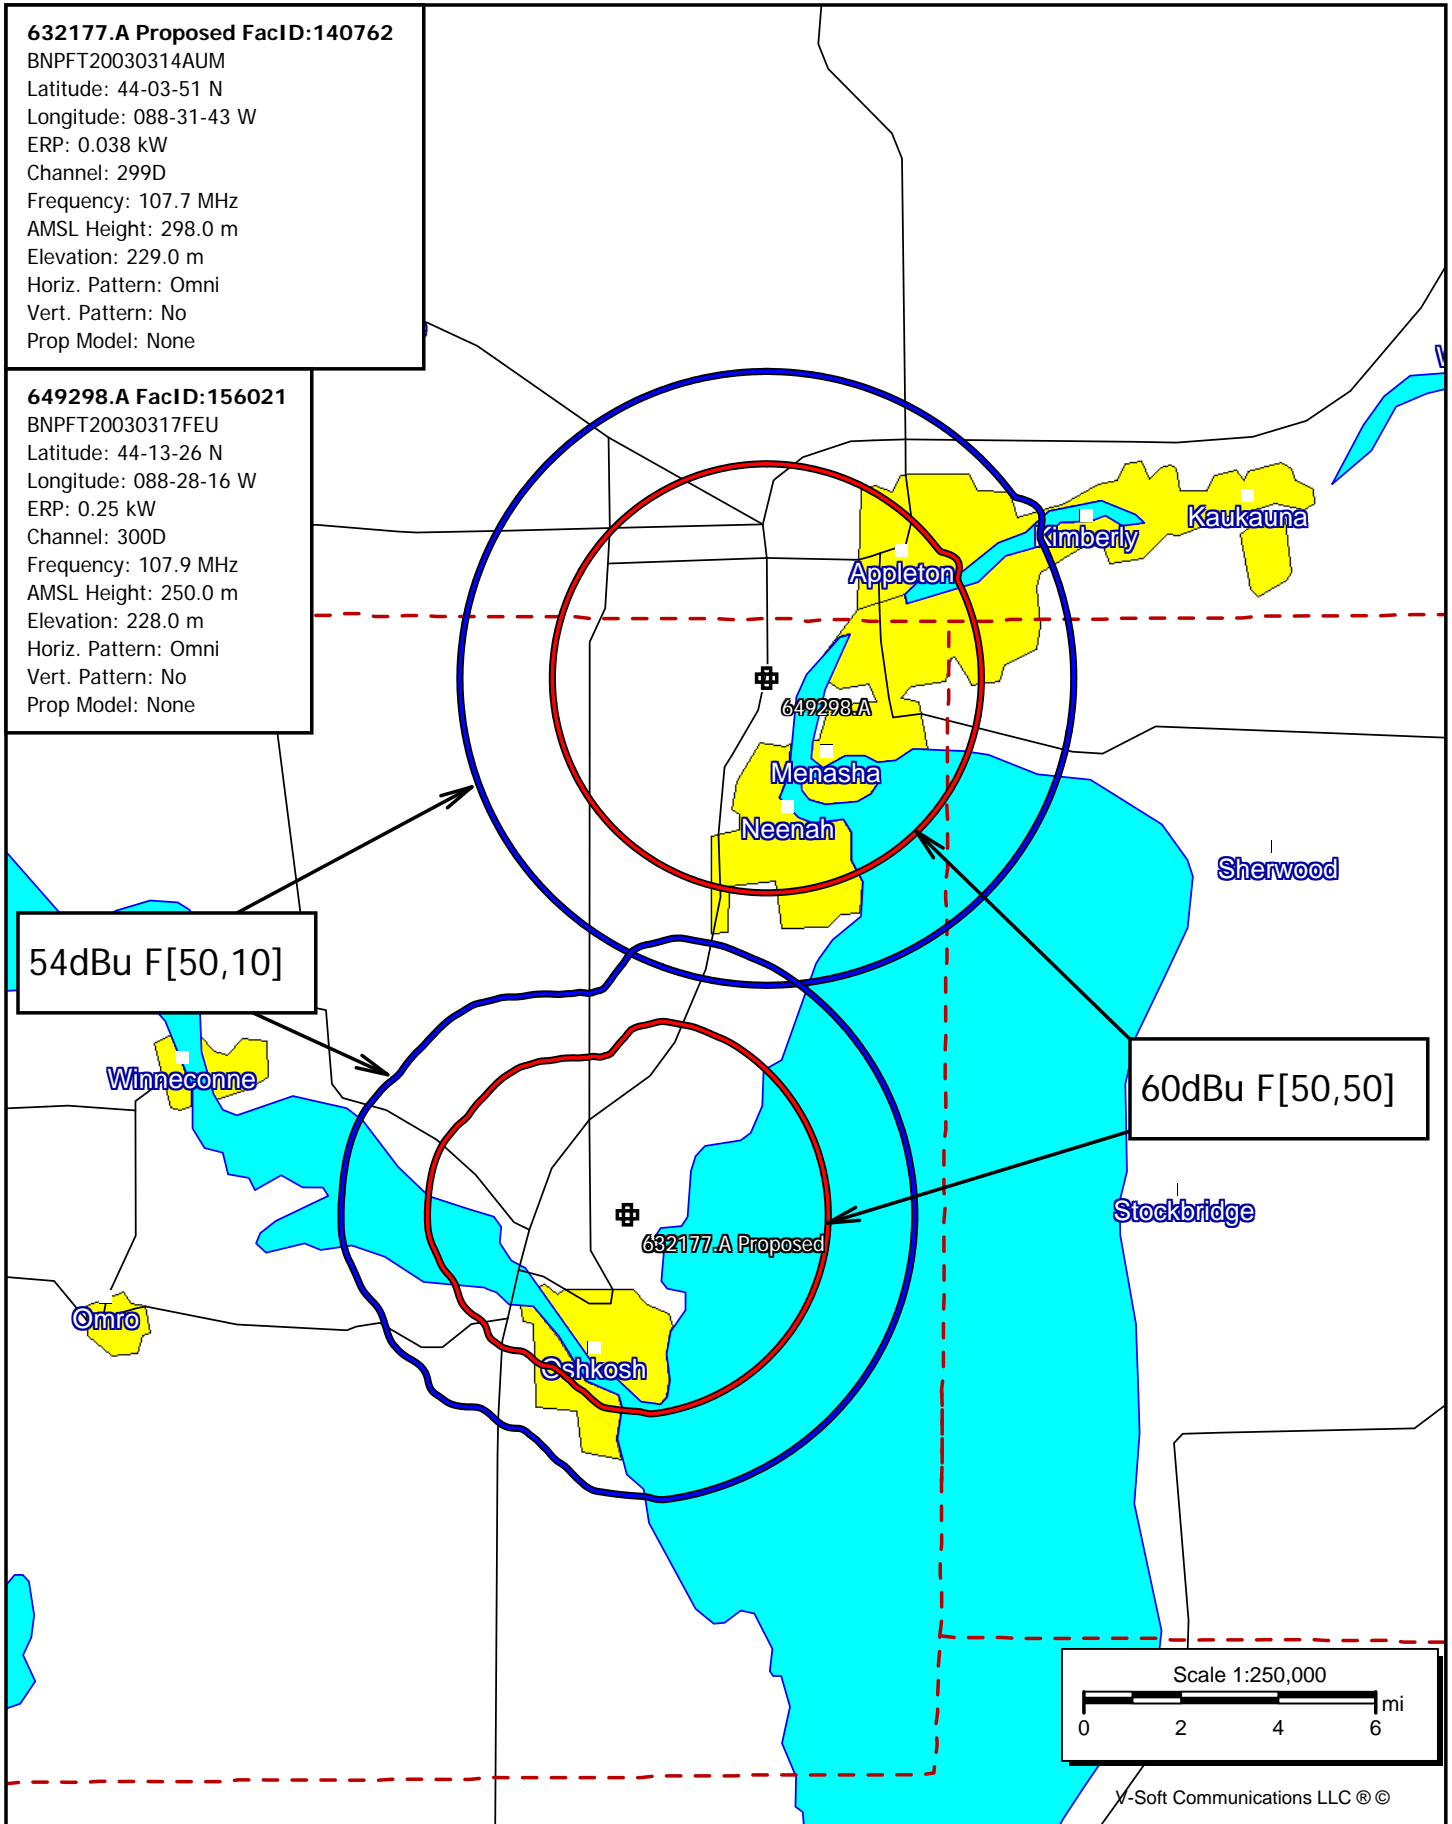 632177.A Proposed FacID:140762
BNPFT20030314AUM
Latitude: 44-03-51 N
Longitude: 088-31-43 W
ERP: 0.038 kW
Channel: 299D
Frequency: 107.7 MHz
AMSL Height: 298.0 m
Elevation: 229.0 m
Horiz. Pattern: Omni
Vert. Pattern: No
Prop Model: None
649298.A FacID:156021
BNPFT20030317FEU
Latitude: 44-13-26 N
Longitude: 088-28-16 W
ERP: 0.25 kW
Channel: 300D
Frequency: 107.9 MHz
AMSL Height: 250.0 m
Elevation: 228.0 m
Horiz. Pattern: Omni
Vert. Pattern: No
Prop Model: None
Kaukauna
Kimberly
Appleton
649298.A
Menasha
Neenah
Sherwood
54dBu F[50,10]
Winneconne
60dBu F[50,50]
Stockbridge
632177.A Proposed
Omro
Oshkosh
Scale 1:250,000
mi
0 2 4 6
V-Soft Communications LLC ® ©